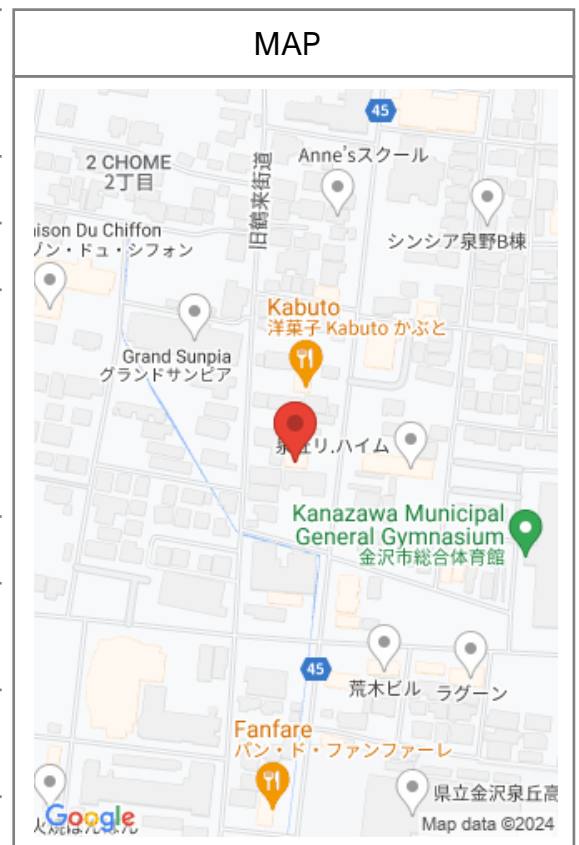 MAP
45
Anne'sスクール
2 CHOME
2丁目
旧鶴来街道
ison Du Chiffon
ゾン・ドュ・シフォン
シンシア泉野B棟
Kabuto
洋菓子 Kabuto かぶと
Grand Sunpia
グランドサンピア
リ.ハイム
Kanazawa Municipal
General Gymnasium
金沢市総合体育館
45
荒木ビル
ラグーン
Fanfare
パン・ド・ファンファーレ
県立金沢泉丘高
Google
Map data ©2024